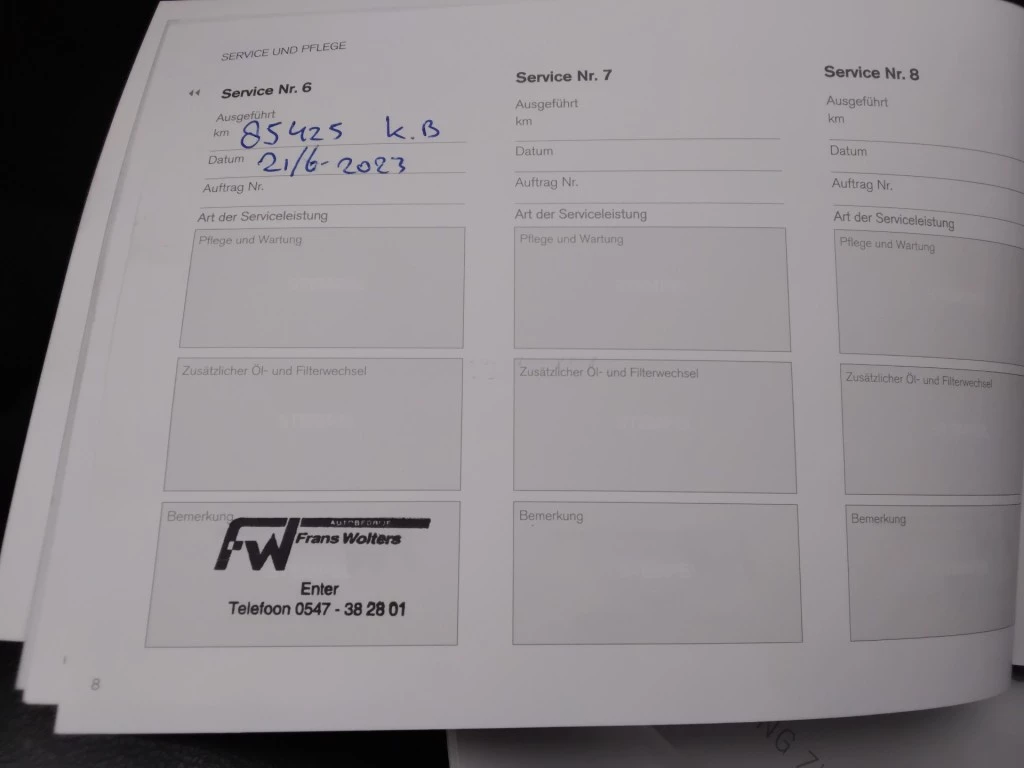 SERVICE UND PFLEGE
Service Nr. 6
Ausgeführt
km 85425 K.B
Datum 21/6-2023
Auftrag Nr.
Art der Serviceleistung
Pflege und Wartung
Zusätzlicher Öl- und Filterwechsel
Bemerkung
AUTOBEDRIJF
FW Frans Wolters
Enter
Telefoon 0547 - 38 28 01
Service Nr. 7
Ausgeführt
km
Datum
Auftrag Nr.
Art der Serviceleistung
Pflege und Wartung
Zusätzlicher Öl- und Filterwechsel
Bemerkung
Service Nr. 8
Ausgeführt
km
Datum
Auftrag Nr.
Art der Serviceleistung
Pflege und Wartung
Zusätzlicher Öl- und Filterwechsel
Bemerkung
8